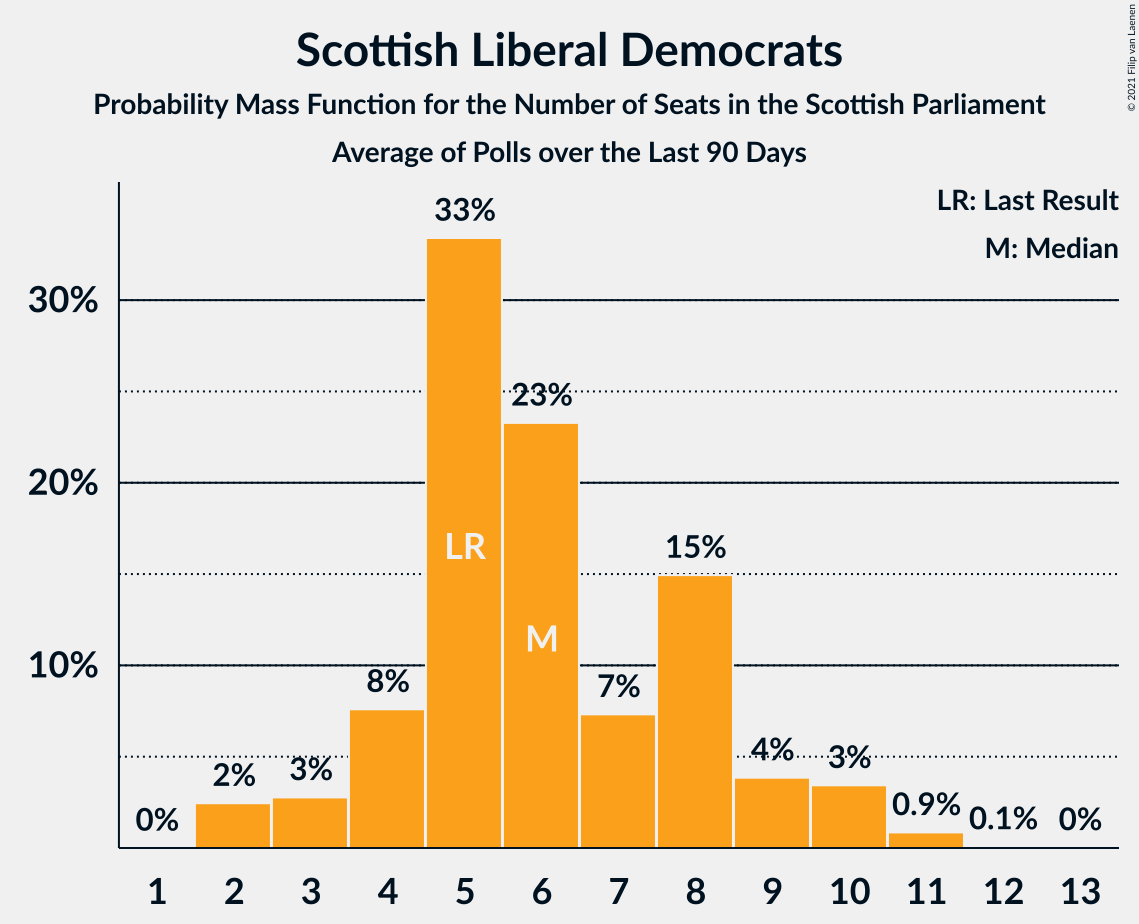 Scottish Liberal Democrats
Probability Mass Function for the Number of Seats in the Scottish Parliament
Average of Polls over the Last 90 Days
© 2021 Filip van Laenen
LR: Last Result
M: Median
33%
30%
23%
20%
LR
15%
M
10%
8%
7%
2%
3%
4%
3%
0%
0.9%
0.1%
0%
1 2 3 4 5 6 7 8 9 10 11 12 13